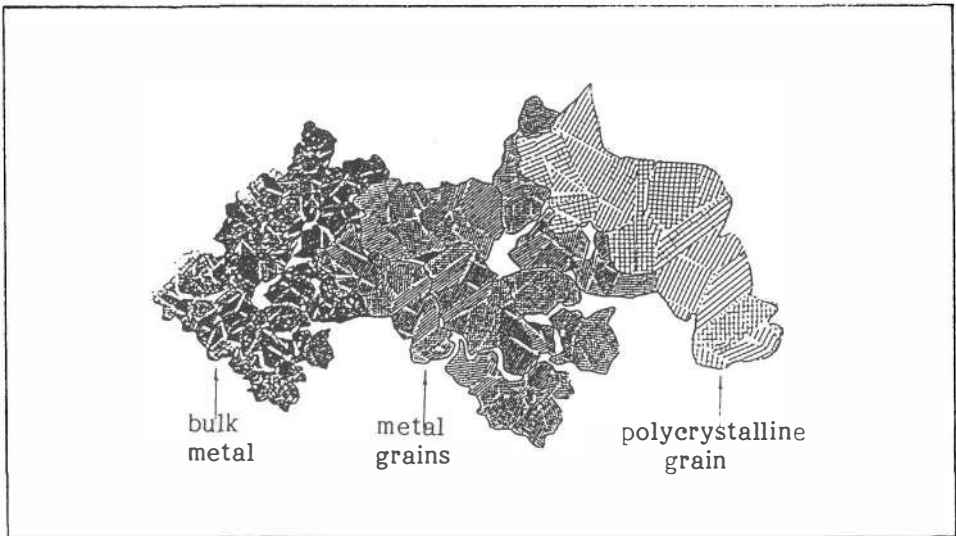 bulk
metal
metal
grains
polycrystalline
grain